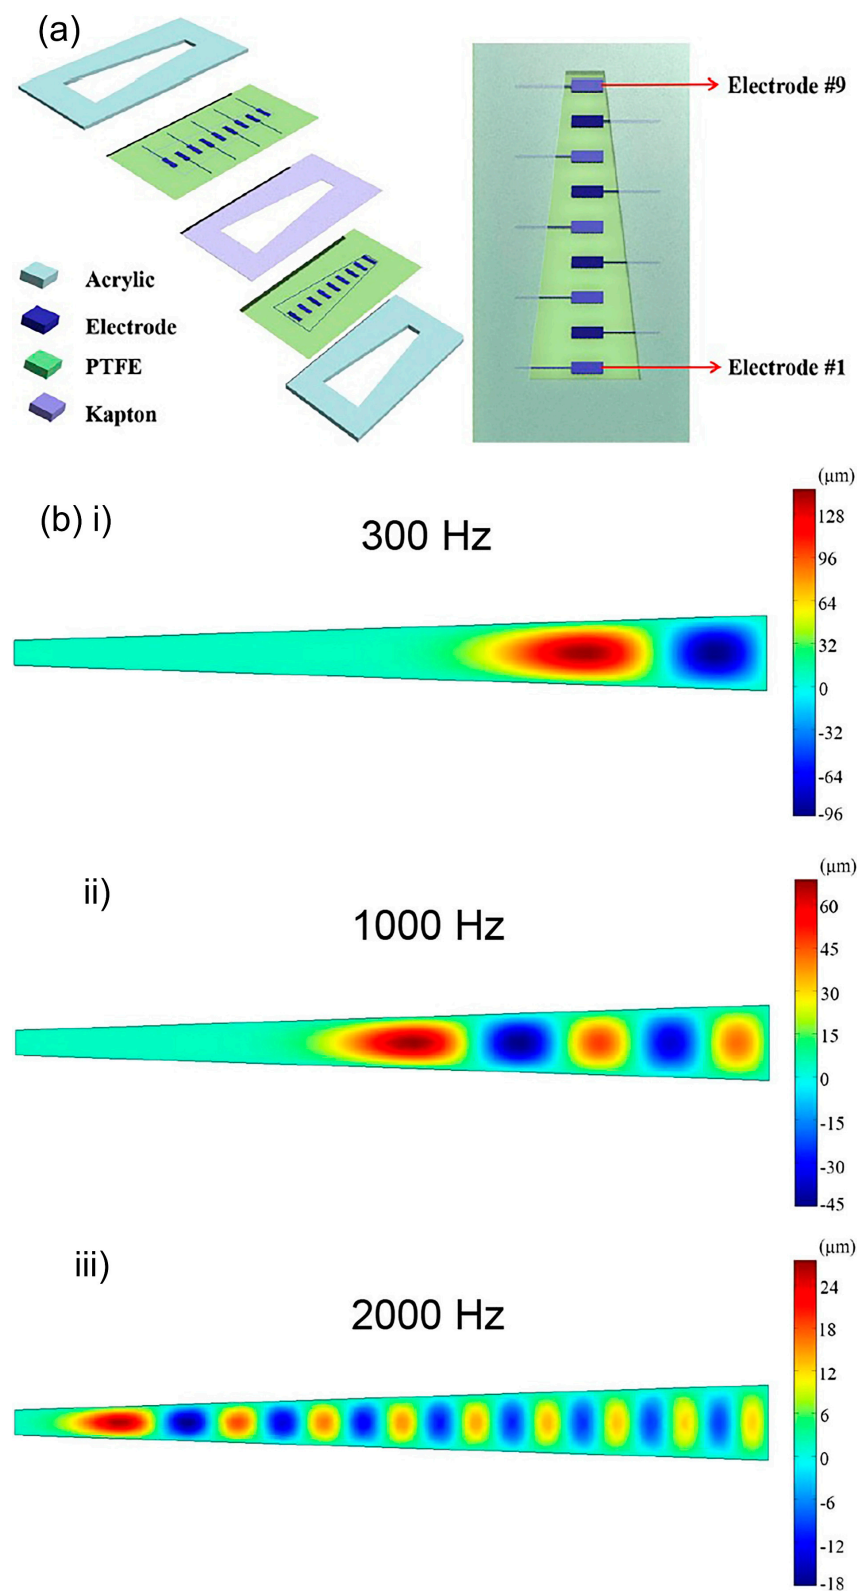 (a)
Electrode #9
Acrylic
Electrode
PTFE
Kapton
Electrode #1
(b) i)
300 Hz
(μm)
128
96
64
32
0
-32
-64
-96
ii)
1000 Hz
(μm)
60
45
30
15
0
-15
-30
-45
iii)
2000 Hz
(μm)
24
18
12
6
0
-6
-12
-18